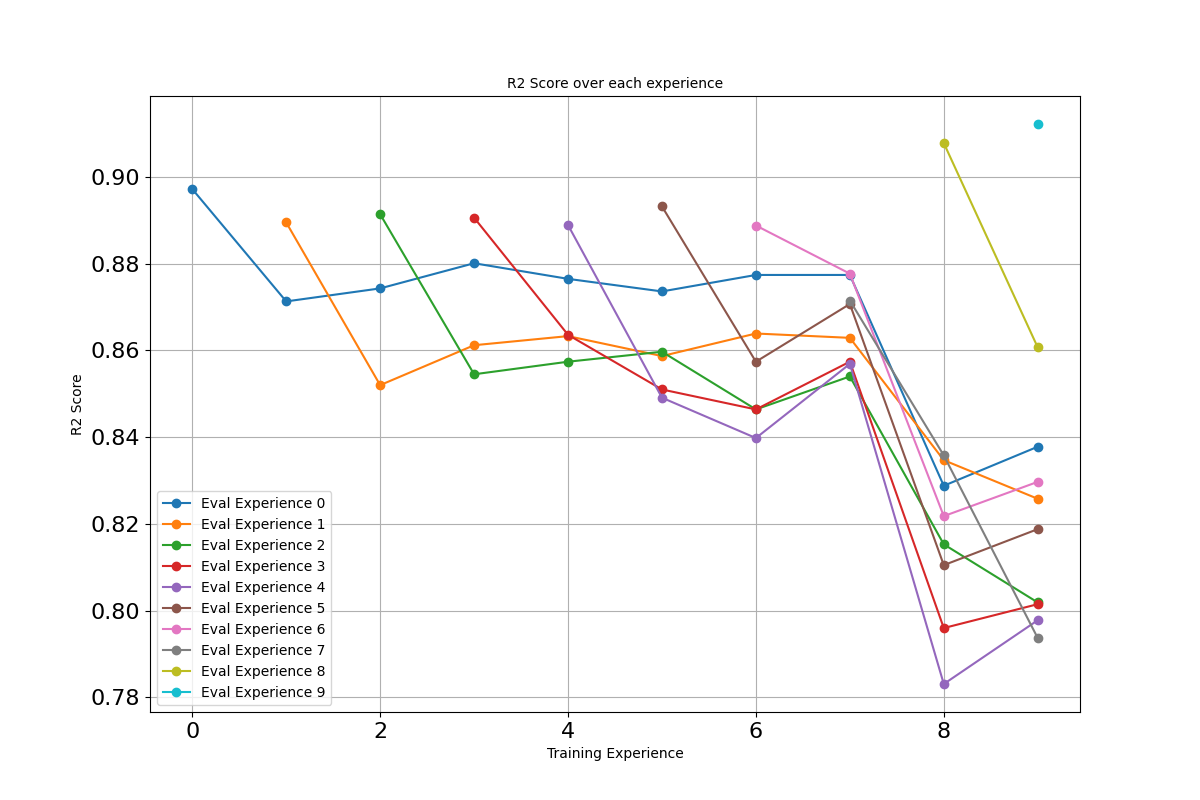 R2 Score over each experience
0.90
0.88
0.86
0.84
0.82
0.80
0.78
R2 Score
Eval Experience 0
Eval Experience 1
Eval Experience 2
Eval Experience 3
Eval Experience 4
Eval Experience 5
Eval Experience 6
Eval Experience 7
Eval Experience 8
Eval Experience 9
0 2 4 6 8
Training Experience